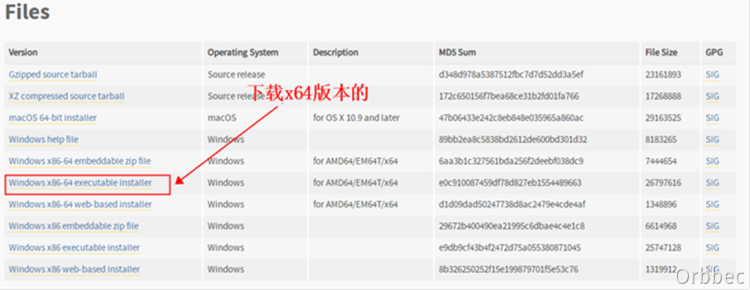 Files
Version Operating System Description MD5 Sum File Size GPG
Gzipped source tarball Source release d348d978a5387512fbc7d7d52dd3a5ef 23161893 SIG
XZ compressed source tarball Source release 172c650156f7bea68ce31b2fd01fa766 17268888 SIG
下载x64版本的
macOS 64-bit installer macOS for OS X 10.9 and later 47b06433e242c8eb848e035965a860ac 29163525 SIG
Windows help file Windows 89bb2ea8c5838bd2612de600bd301d32 8183265 SIG
Windows x86-64 embeddable zip file Windows for AMD64/EM64T/x64 6aa3b1c327561bda256f2deebf038dc9 7444654 SIG
Windows x86-64 executable installer Windows for AMD64/EM64T/x64 e0c910087459df78d827eb1554489663 26797616 SIG
Windows x86-64 web-based installer Windows for AMD64/EM64T/x64 d1d09dad50247738d8ac2479e4cde4af 1348896 SIG
Windows x86 embeddable zip file Windows 29672b400490ea21995c6dbae4c4e1c8 6614968 SIG
Windows x86 executable installer Windows e9db9cf43b4f2472d75a055380871045 25747128 SIG
Windows x86 web-based installer Windows 8b326250252f15e199879701f5e53c76 1319912 SIG
Orbbec